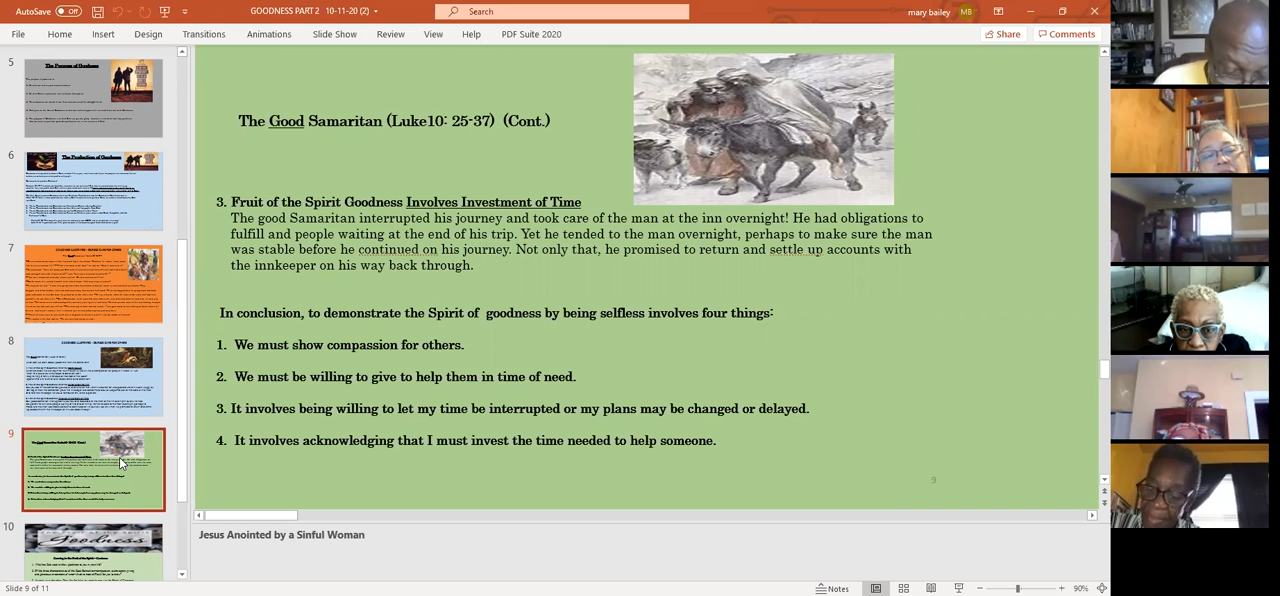 AutoSave Off
GOODNESS PART 2 10-11-20 (2)
Search
mary bailey MB
File Home Insert Design Transitions Animations Slide Show Review View Help PDF Suite 2020
Share Comments
5
The Purpose of Goodness
6
The Production of Goodness
7
8
9
10
Goodness
The Good Samaritan (Luke10: 25-37) (Cont.)
3. Fruit of the Spirit Goodness Involves Investment of Time
The good Samaritan interrupted his journey and took care of the man at the inn overnight! He had obligations to
fulfill and people waiting at the end of his trip. Yet he tended to the man overnight, perhaps to make sure the man
was stable before he continued on his journey. Not only that, he promised to return and settle up accounts with
the innkeeper on his way back through.
In conclusion, to demonstrate the Spirit of goodness by being selfless involves four things:
1. We must show compassion for others.
2. We must be willing to give to help them in time of need.
3. It involves being willing to let my time be interrupted or my plans may be changed or delayed.
4. It involves acknowledging that I must invest the time needed to help someone.
9
Jesus Anointed by a Sinful Woman
Slide 9 of 11
Notes
90%